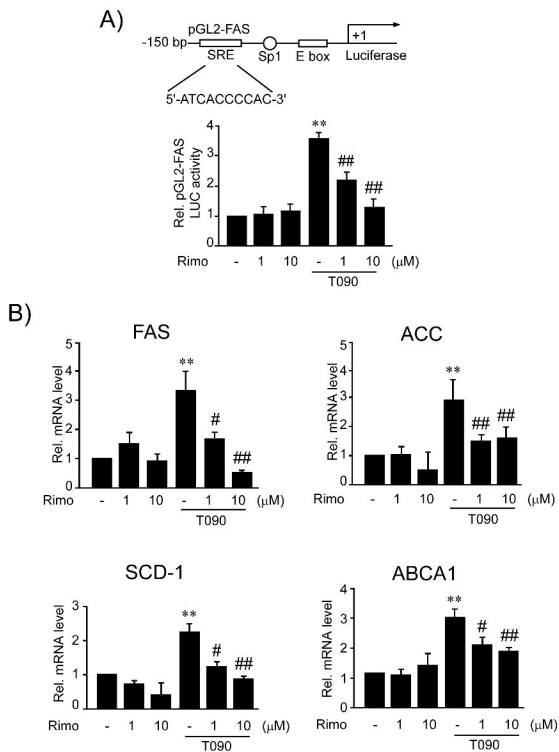 A)
pGL2-FAS
-150 bp
+1
SRE
Sp1
E box
Luciferase
5'-ATCACCCCAC-3'
Rel. pGL2-FAS
LUC activity
4
3
2
1
0
**
##
##
Rimo - 1 10 - 1 10 (µM)
T090
B)
FAS
Rel. mRNA level
5
4
3
2
1
0
**
#
##
Rimo - 1 10 - 1 10 (µM)
T090
ACC
Rel. mRNA level
5
4
3
2
1
0
**
##
##
Rimo - 1 10 - 1 10 (µM)
T090
SCD-1
Rel. mRNA level
3
2
1
0
**
#
##
Rimo - 1 10 - 1 10 (µM)
T090
ABCA1
Rel. mRNA level
4
3
2
1
0
**
#
##
Rimo - 1 10 - 1 10 (µM)
T090